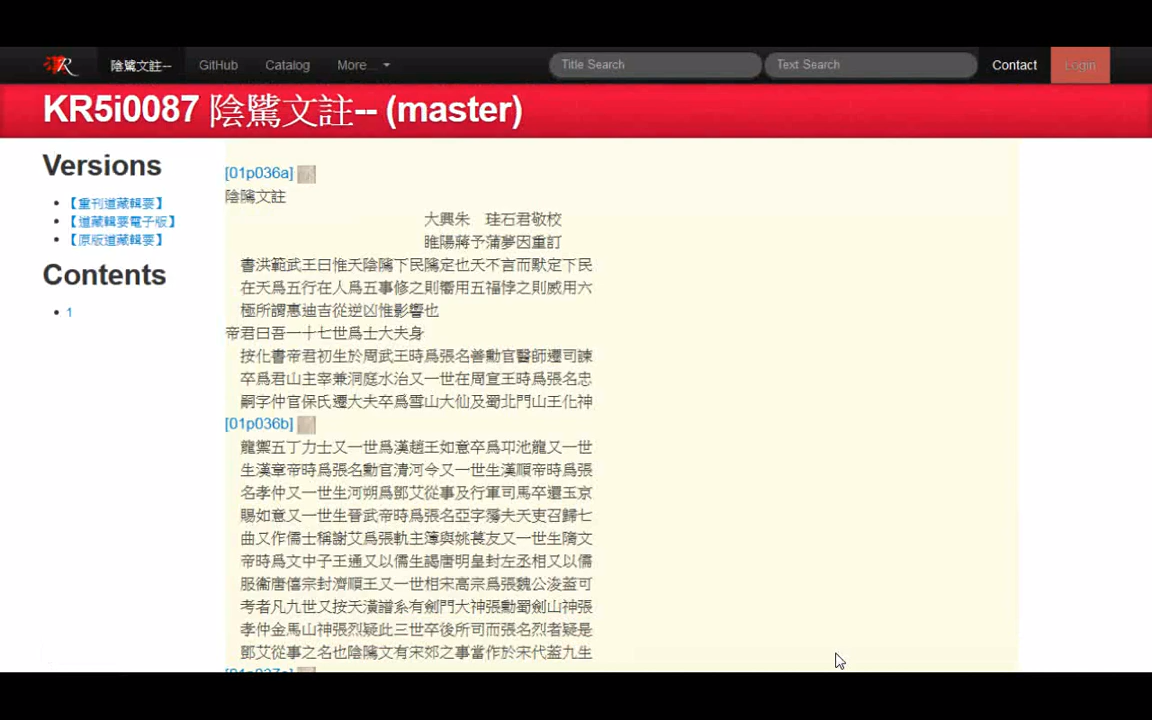 陰騭文註--
GitHub
Catalog
More
Title Search
Text Search
Contact
Login
KR5i0087 陰騭文註-- (master)
Versions
【重刊道藏輯要】
【道藏輯要電子版】
【原版道藏輯要】
Contents
1
[01p036a]
陰隲文註
大興朱 珪石君敬校
睢陽蔣予蒲夢因重訂
書洪範武王曰惟天陰隲下民隲定也天不言而默定下民
在天爲五行在人爲五事修之則嚮用五福悖之則威用六
極所謂惠迪吉從逆凶惟影響也
帝君曰吾一十七世爲士大夫身
按化書帝君初生於周武王時爲張名善勳官醫師遷司諫
卒爲君山主宰兼洞庭水治又一世在周宣王時爲張名忠
嗣字仲官保氏遷大夫卒爲雪山大仙及蜀北門山王化神
[01p036b]
龍禦五丁力士又一世爲漢趙王如意卒爲邛池龍又一世
生漢章帝時爲張名勳官清河令又一世生漢順帝時爲張
名孝仲又一世生河朔爲鄧艾從事及行軍司馬卒還玉京
賜如意又一世生晉武帝時爲張名亞字霶夫天吏召歸七
曲又作儒士稱謝艾爲張軌主簿與姚萇友又一世生隋文
帝時爲文中子王通又以儒生謁唐明皇封左丞相又以儒
服衞唐僖宗封濟順王又一世相宋高宗爲張魏公浚葢可
考者凡九世又按天潢譜系有劍門大神張勳蜀劍山神張
孝仲金馬山神張烈疑此三世卒後所司而張名烈者疑是
鄧艾從事之名也陰隲文有宋郊之事當作於宋代葢九生